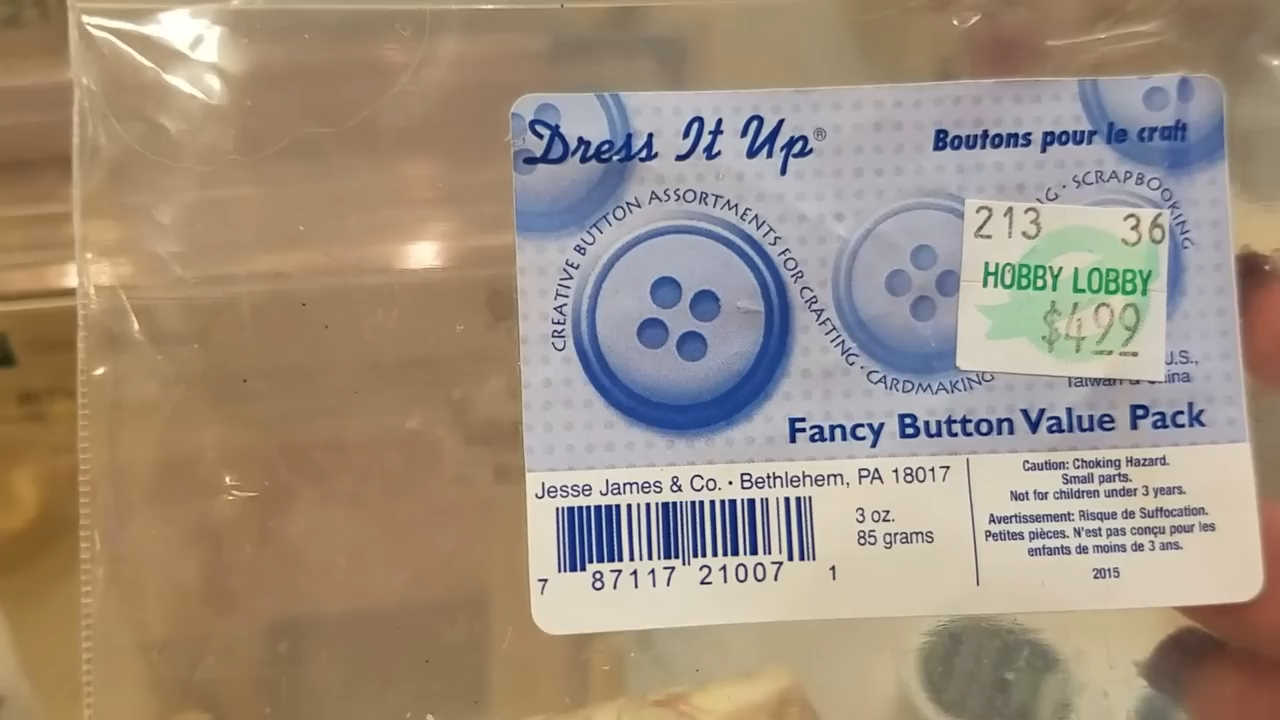 Dress It Up®
Boutons pour le craft
CREATIVE BUTTON ASSORTMENTS FOR CRAFTING · CARDMAKING
· SCRAPBOOKING
213 36
HOBBY LOBBY
$4.99
U.S.,
Taiwan &
Fancy Button Value Pack
Jesse James & Co. • Bethlehem, PA 18017
3 oz.
85 grams
7 87117 21007 1
Caution: Choking Hazard.
Small parts.
Not for children under 3 years.
Avertissement: Risque de Suffocation.
Petites pièces. N'est pas conçu pour les
enfants de moins de 3 ans.
2015